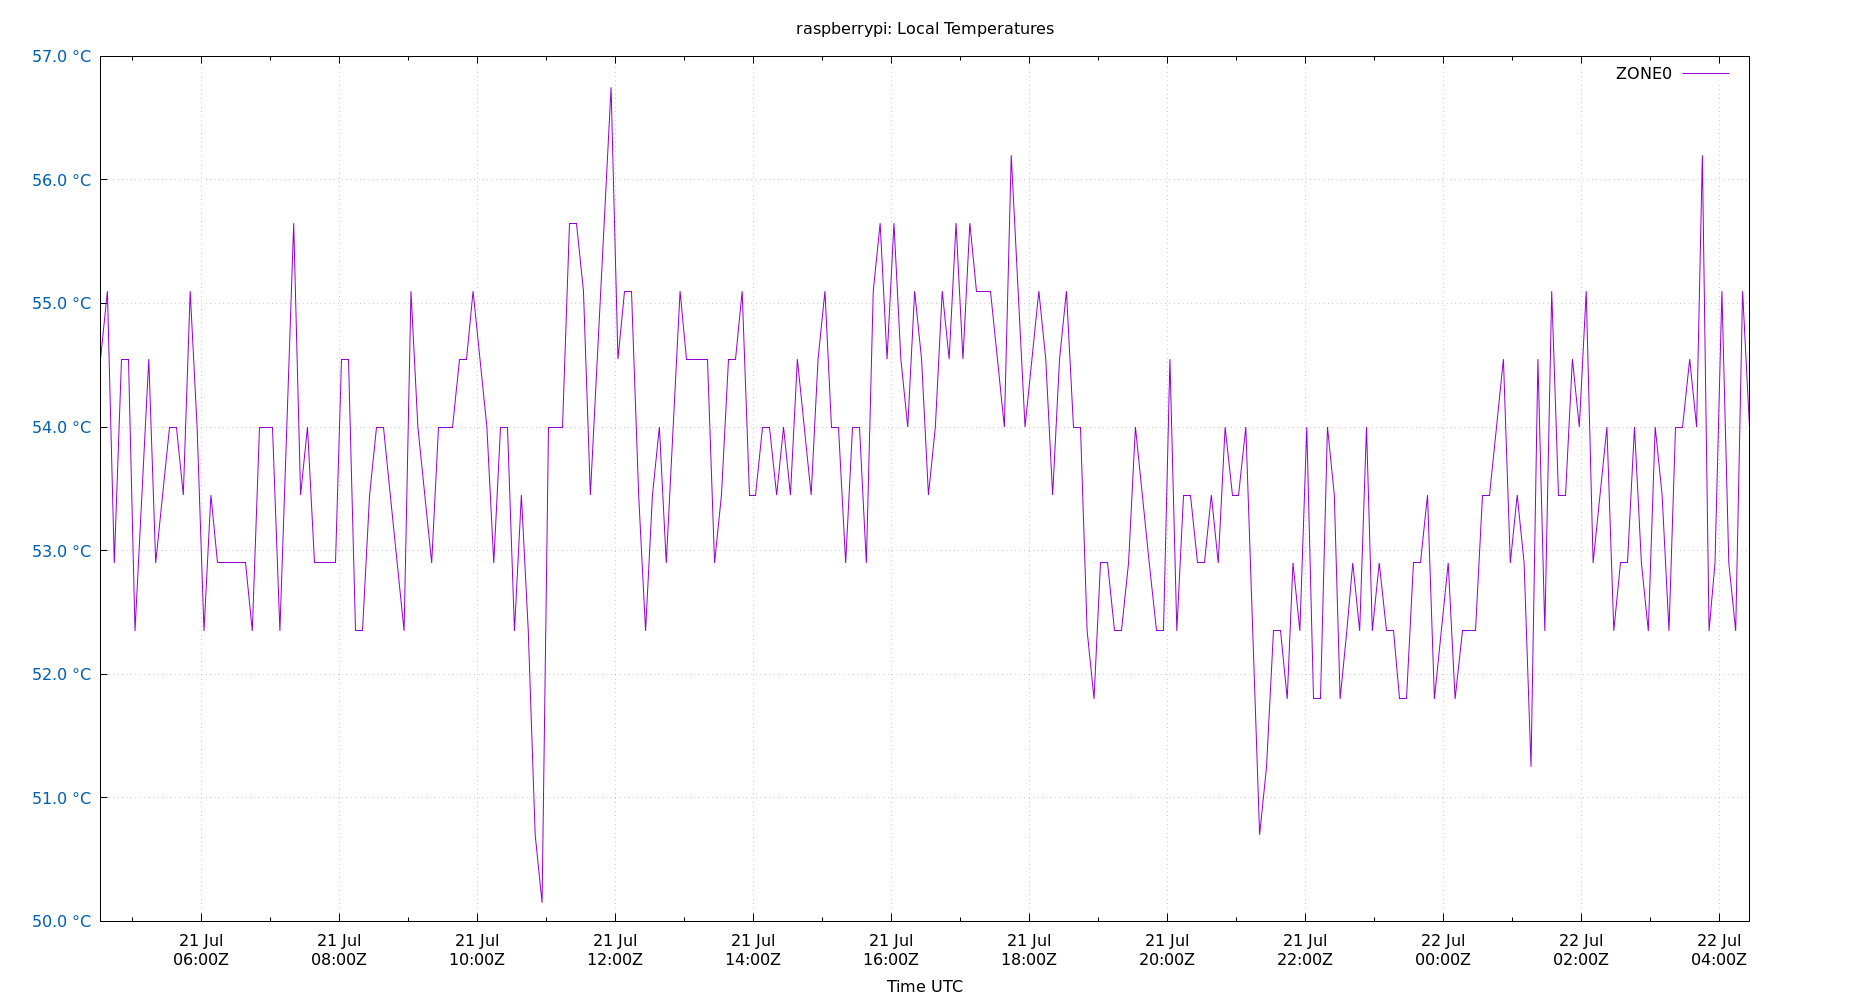 raspberrypi: Local Temperatures
57.0 °C
ZONE0
56.0 °C
55.0 °C
54.0 °C
53.0 °C
52.0 °C
51.0 °C
50.0 °C
21 Jul 21 Jul 21 Jul 21 Jul 21 Jul 21 Jul 21 Jul 21 Jul 21 Jul 22 Jul 22 Jul 22 Jul
06:00Z 08:00Z 10:00Z 12:00Z 14:00Z 16:00Z 18:00Z 20:00Z 22:00Z 00:00Z 02:00Z 04:00Z
Time UTC